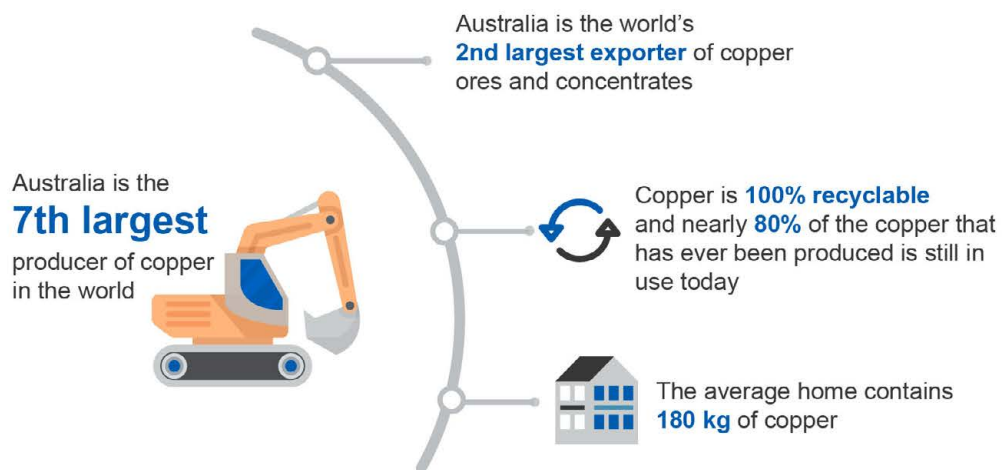 Australia is the
7th largest
producer of copper
in the world
Australia is the world's
2nd largest exporter of copper
ores and concentrates
Copper is 100% recyclable
and nearly 80% of the copper that
has ever been produced is still in
use today
The average home contains
180 kg of copper